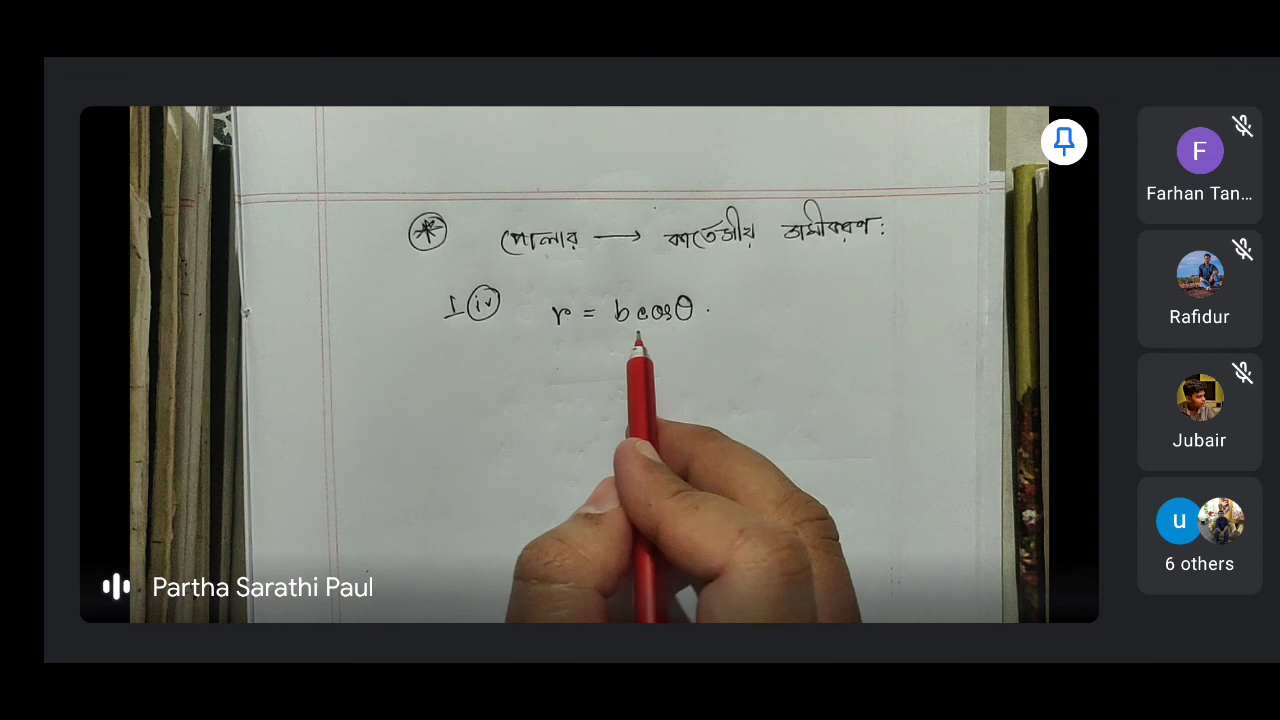 পোলার → কার্তেসীয় সমীকরণ:
1 (iv) r = b cosθ.
Partha Sarathi Paul
F
Farhan Tan...
Rafidur
Jubair
u
6 others